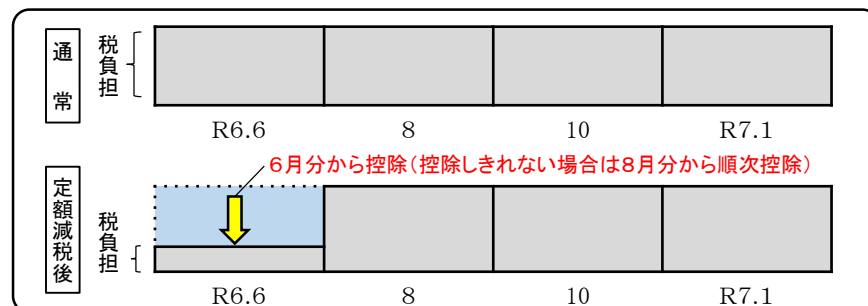 通常
税負担
R6.6 8 10 R7.1
6月分から控除(控除しきれない場合は8月分から順次控除)
定額減税後
税負担
R6.6 8 10 R7.1